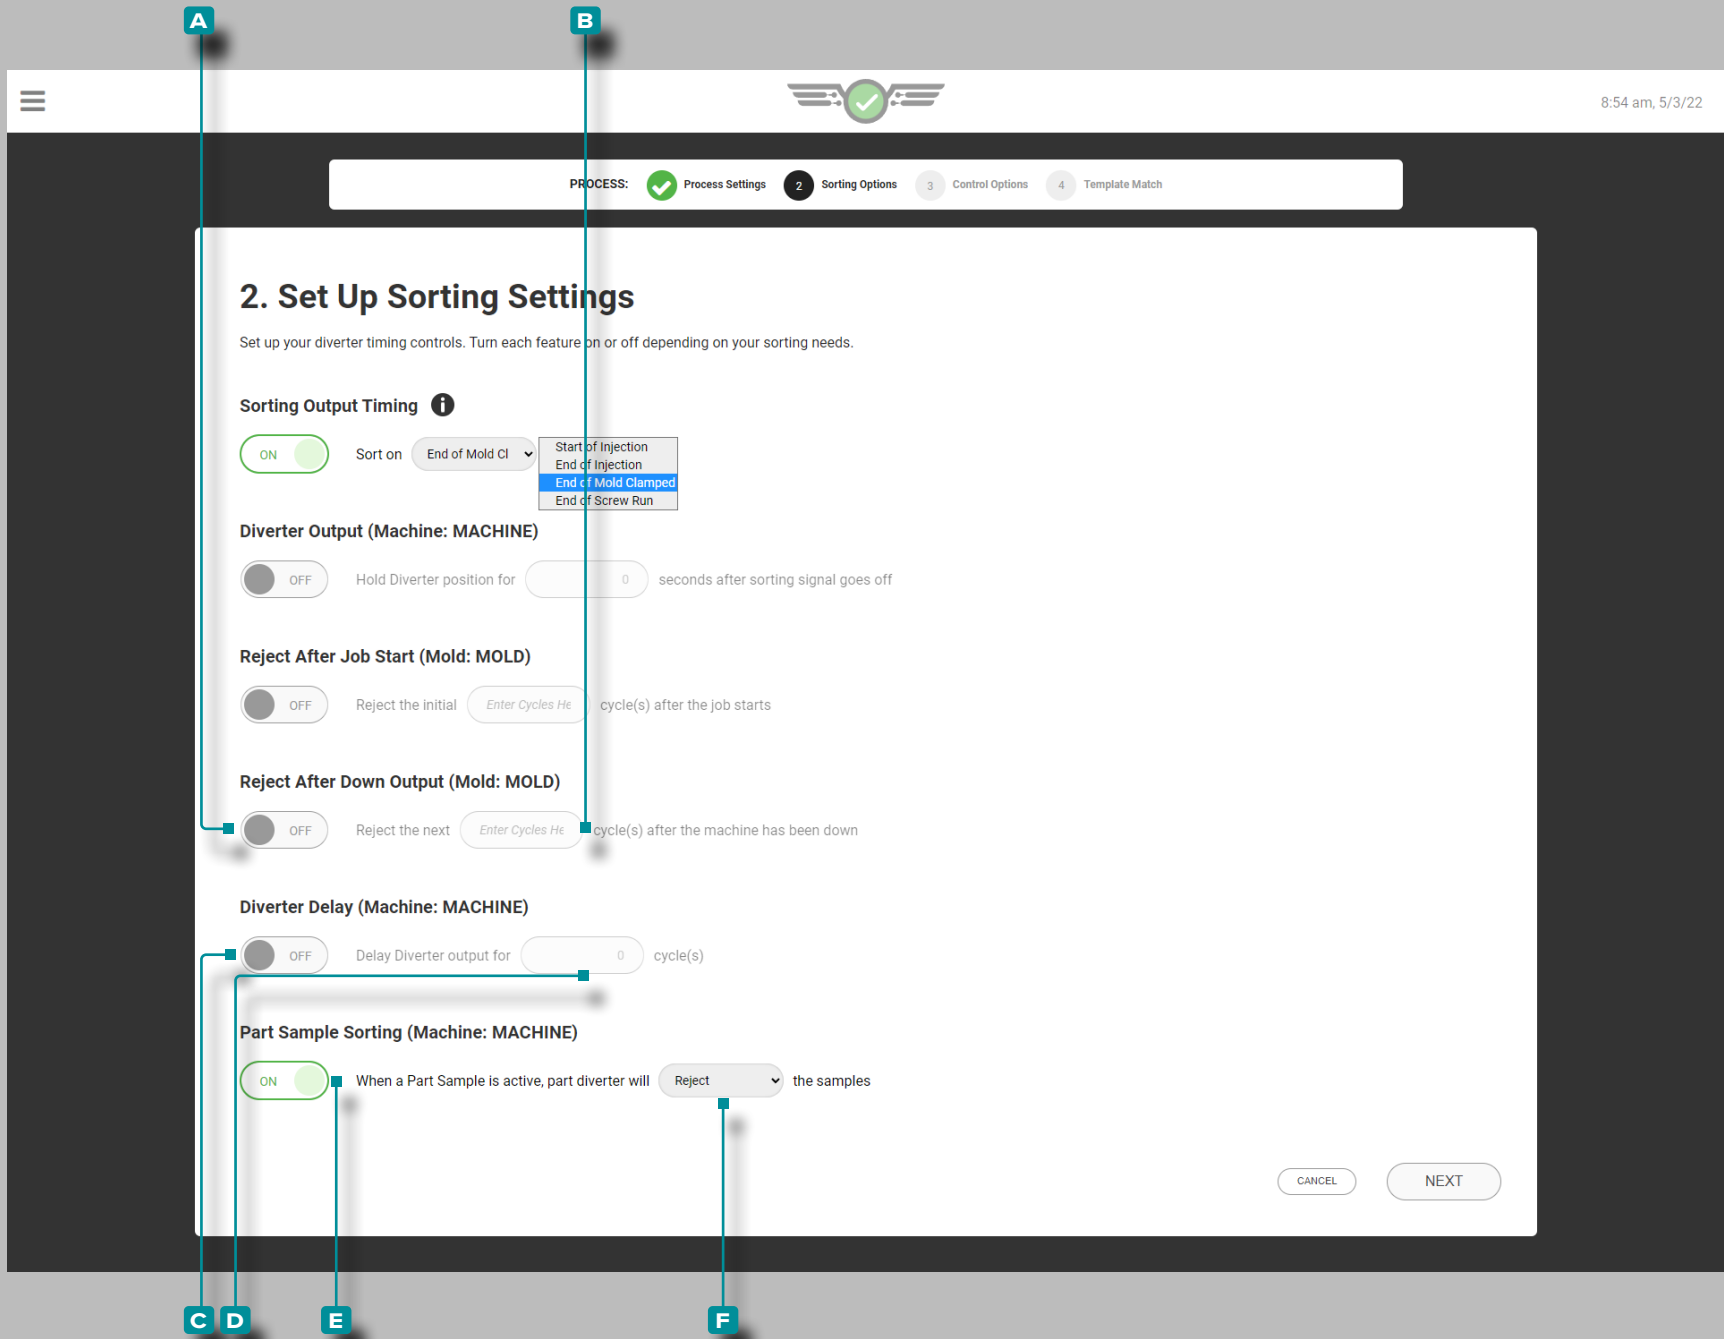 A B
8:54 am, 5/3/22
PROCESS: Process Settings 2 Sorting Options 3 Control Options 4 Template Match
2. Set Up Sorting Settings
Set up your diverter timing controls. Turn each feature on or off depending on your sorting needs.
Sorting Output Timing i
ON Sort on End of Mold Cl
Start of Injection
End of Injection
End of Mold Clamped
End of Screw Run
Diverter Output (Machine: MACHINE)
OFF Hold Diverter position for 0 seconds after sorting signal goes off
Reject After Job Start (Mold: MOLD)
OFF Reject the initial Enter Cycles He cycle(s) after the job starts
Reject After Down Output (Mold: MOLD)
OFF Reject the next Enter Cycles He cycle(s) after the machine has been down
Diverter Delay (Machine: MACHINE)
OFF Delay Diverter output for 0 cycle(s)
Part Sample Sorting (Machine: MACHINE)
ON When a Part Sample is active, part diverter will Reject the samples
CANCEL NEXT
C D E F